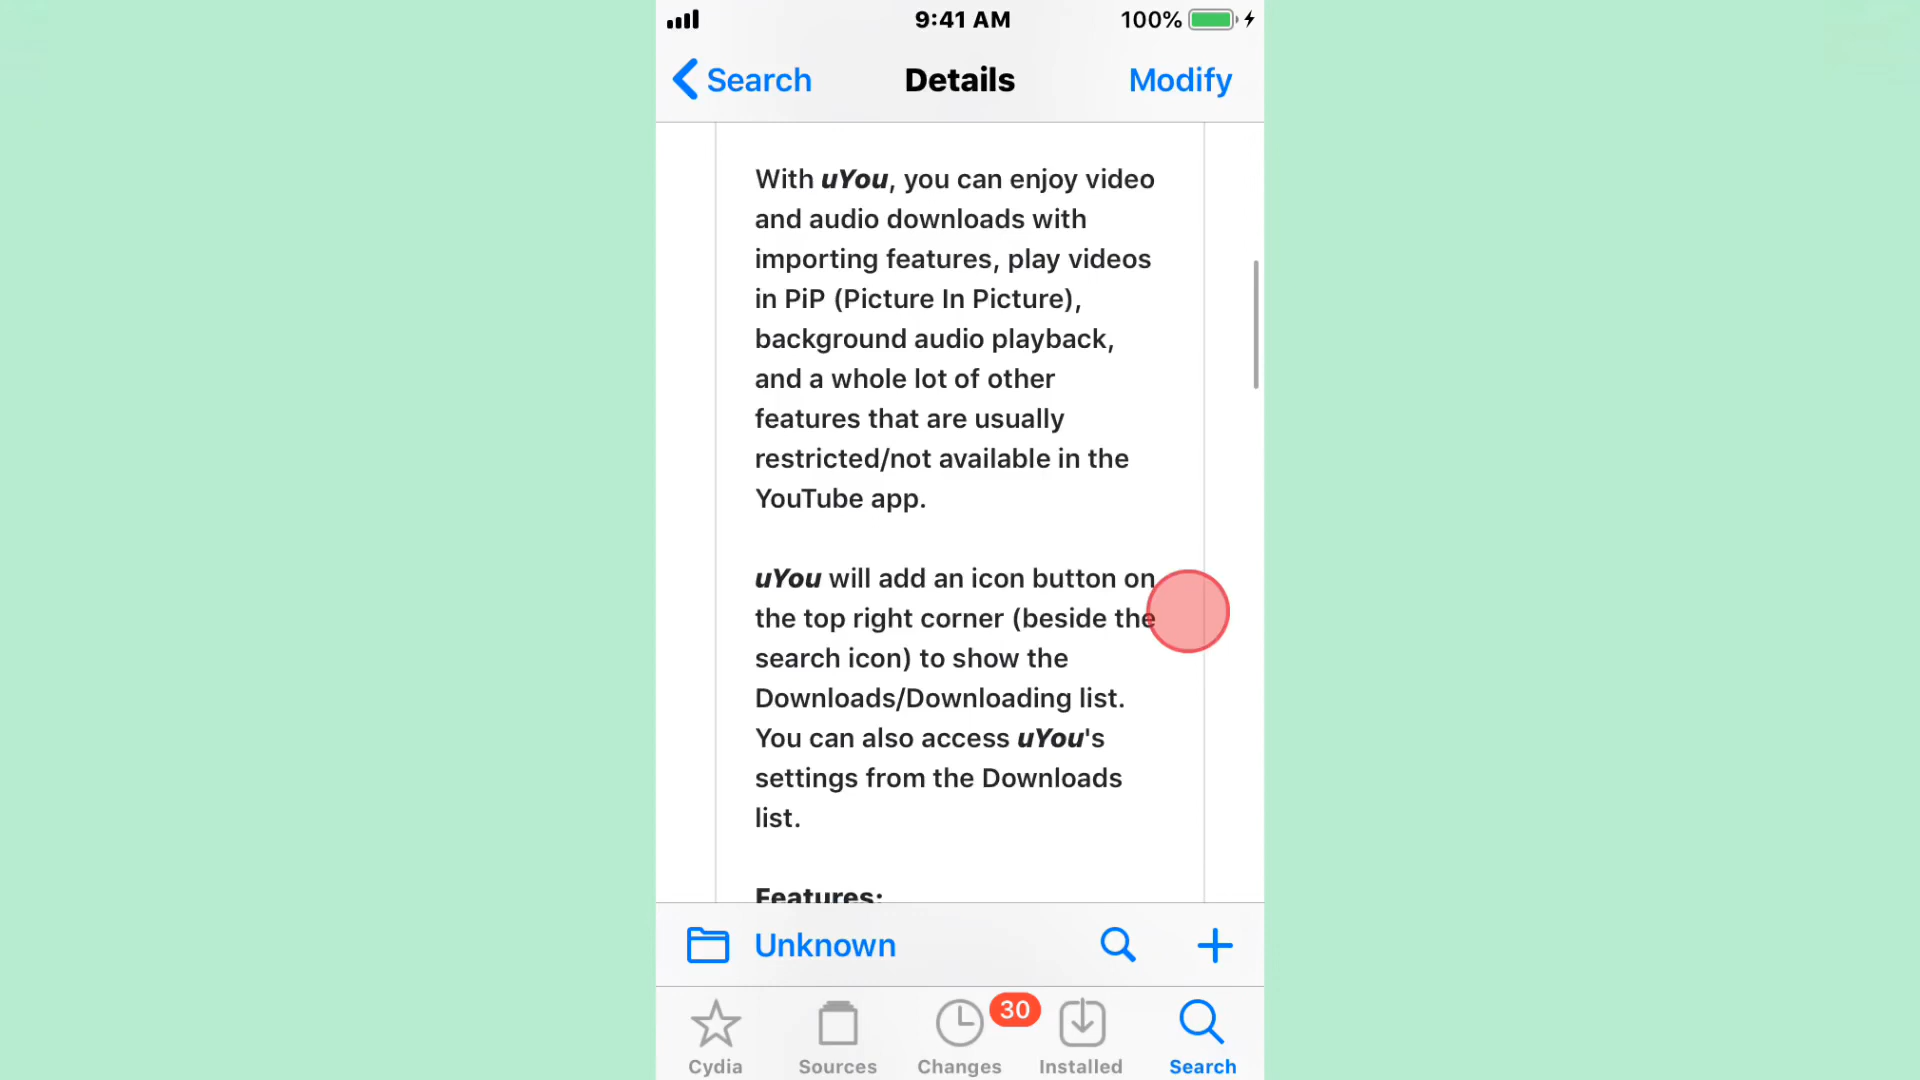 9:41 AM
100%
Search
Details
Modify
With uYou, you can enjoy video
and audio downloads with
importing features, play videos
in PiP (Picture In Picture),
background audio playback,
and a whole lot of other
features that are usually
restricted/not available in the
YouTube app.
uYou will add an icon button on
the top right corner (beside the
search icon) to show the
Downloads/Downloading list.
You can also access uYou's
settings from the Downloads
list.
Features:
Unknown
30
Cydia
Sources
Changes
Installed
Search